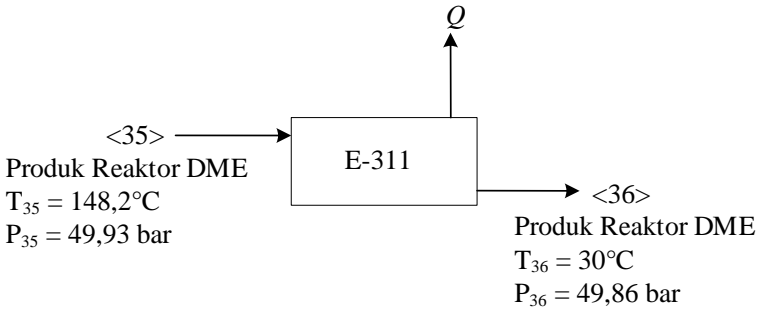 Q
<35>
E-311
Produk Reaktor DME
T₃₅ = 148,2°C
P₃₅ = 49,93 bar
<36>
Produk Reaktor DME
T₃₆ = 30°C
P₃₆ = 49,86 bar